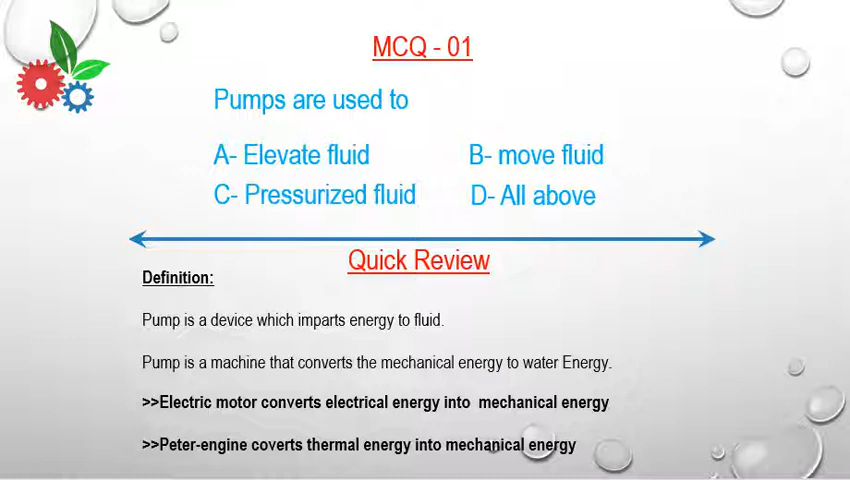 MCQ - 01
Pumps are used to
A- Elevate fluid B- move fluid
C- Pressurized fluid D- All above
Quick Review
Definition:
Pump is a device which imparts energy to fluid.
Pump is a machine that converts the mechanical energy to water Energy.
>>Electric motor converts electrical energy into mechanical energy
>>Peter-engine coverts thermal energy into mechanical energy